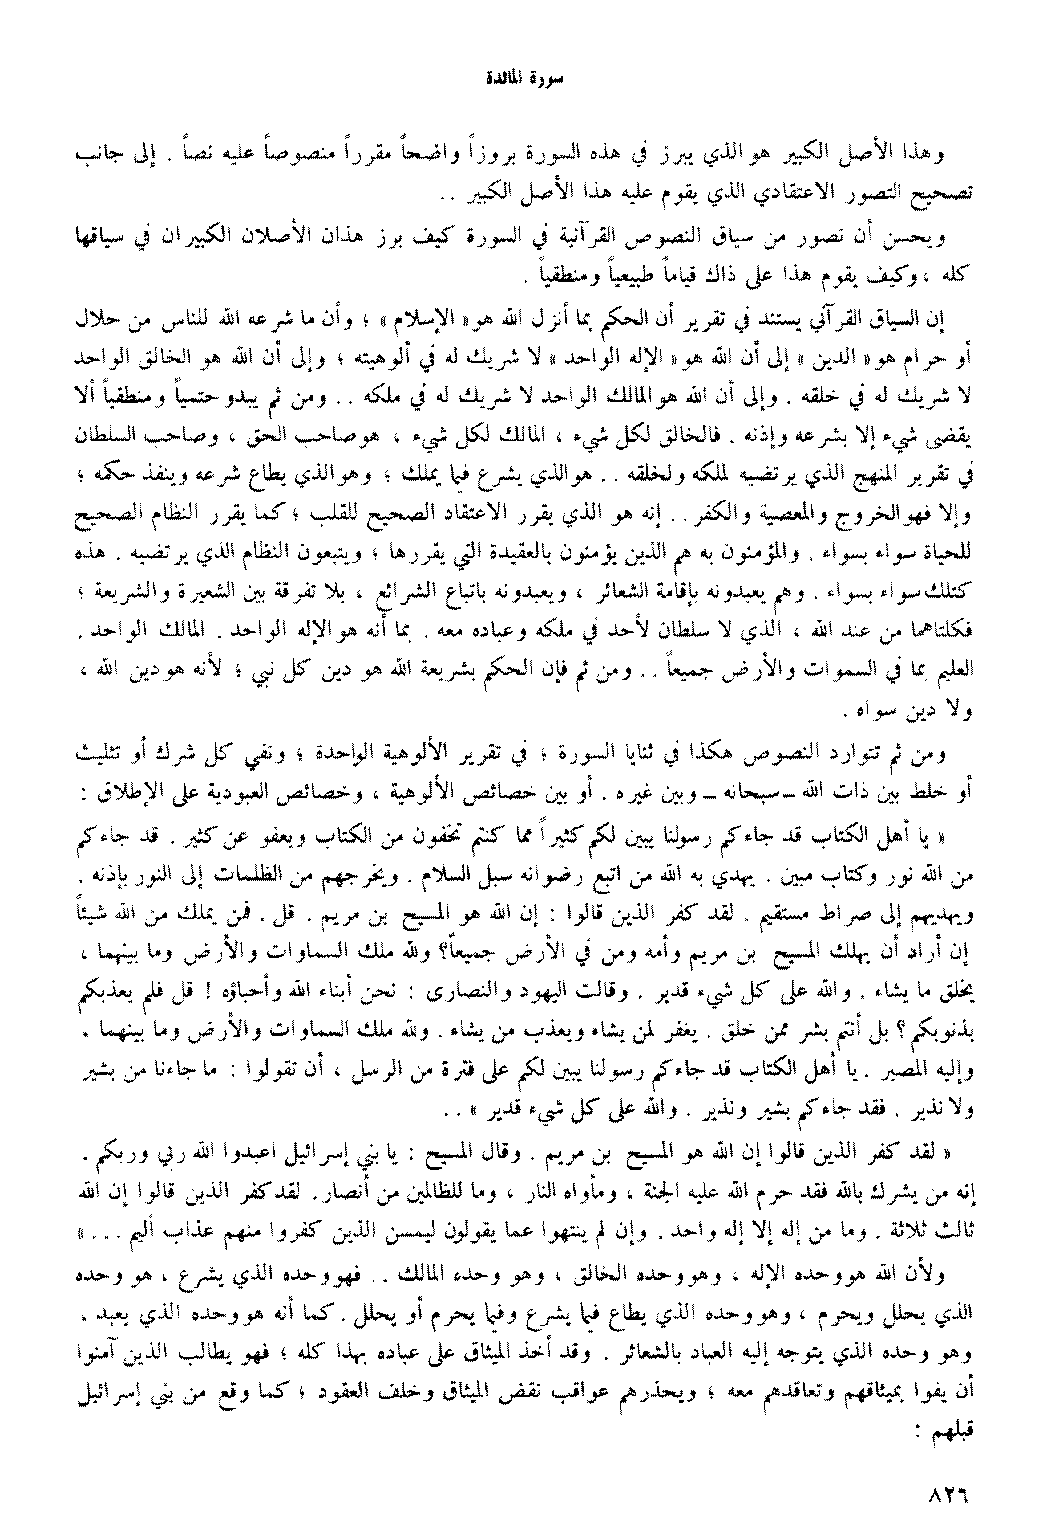 سورة المائدة
وهذا الأصل الكبير هو الذي يبرز في هذه السورة بروزاً واضحاً مقرراً منصوصاً عليه نصاً . إلى جانب
تصحيح التصور الاعتقادي الذي يقوم عليه هذا الأصل الكبير . .
ويحسن أن نصور من سياق النصوص القرآنية في السورة كيف برز هذان الأصلان الكبيران في سياقها
كله ، وكيف يقوم هذا على ذاك قياماً طبيعياً ومنطقياً .
إن السياق القرآني يستند في تقرير أن الحكم بما أنزل الله هو « الإسلام » ؛ وأن ما شرعه الله للناس من حلال
أو حرام هو « الدين » إلى أن الله هو « الإله الواحد » لا شريك له في ألوهيته ؛ وإلى أن الله هو الخالق الواحد
لا شريك له في خلقه . وإلى أن الله هو المالك الواحد لا شريك له في ملكه . . ومن ثم يبدو حتمياً ومنطقياً ألا
يقضى شيء إلا بشرعه وإذنه . فالخالق لكل شيء ، المالك لكل شيء ، هو صاحب الحق ، وصاحب السلطان
في تقرير المنهج الذي يرتضيه لملكه ولخلقه . . هو الذي يشرع فيما يملك ؛ وهو الذي يطاع شرعه وينفذ حكمه ؛
وإلا فهو الخروج والمعصية والكفر . . إنه هو الذي يقرر الاعتقاد الصحيح للقلب ؛ كما يقرر النظام الصحيح
للحياة سواء بسواء . والمؤمنون به هم الذين يؤمنون بالعقيدة التي يقررها ؛ ويتبعون النظام الذي يرتضيه . هذه
كتلك سواء بسواء . وهم يعبدونه بإقامة الشعائر ، ويعبدونه باتباع الشرائع ، بلا تفرقة بين الشعيرة والشريعة ؛
فكلتاهما من عند الله ، الذي لا سلطان لأحد في ملكه وعباده معه . بما أنه هو الإله الواحد . المالك الواحد .
العليم بما في السموات والأرض جميعاً . . ومن ثم فإن الحكم بشريعة الله هو دين كل نبي ؛ لأنه هو دين الله ،
ولا دين سواه .
ومن ثم تتوارد النصوص هكذا في ثنايا السورة ؛ في تقرير الألوهية الواحدة ؛ ونفي كل شرك أو تثليث
أو خلط بين ذات الله – سبحانه – وبين غيره . أو بين خصائص الألوهية ، وخصائص العبودية على الإطلاق :
« يا أهل الكتاب قد جاءكم رسولنا يبين لكم كثيراً مما كنتم تخفون من الكتاب ويعفو عن كثير . قد جاءكم
من الله نور وكتاب مبين . يهدي به الله من اتبع رضوانه سبل السلام . ويخرجهم من الظلمات إلى النور بإذنه .
ويهديهم إلى صراط مستقيم . لقد كفر الذين قالوا : إن الله هو المسيح بن مريم . قل . فمن يملك من الله شيئاً
إن أراد أن يهلك المسيح بن مريم وأمه ومن في الأرض جميعاً؟ ولله ملك السماوات والأرض وما بينهما ،
يخلق ما يشاء . والله على كل شيء قدير . وقالت اليهود والنصارى : نحن أبناء الله وأحباؤه ! قل فلم يعذبكم
بذنوبكم ؟ بل أنتم بشر ممن خلق . يغفر لمن يشاء ويعذب من يشاء . ولله ملك السماوات والأرض وما بينهما .
وإليه المصير . يا أهل الكتاب قد جاءكم رسولنا يبين لكم على فترة من الرسل ، أن تقولوا : ما جاءنا من بشير
ولا نذير . فقد جاءكم بشير ونذير . والله على كل شيء قدير » . .
« لقد كفر الذين قالوا إن الله هو المسيح بن مريم . وقال المسيح : يا بني إسرائيل اعبدوا الله ربي وربكم .
إنه من يشرك بالله فقد حرم الله عليه الجنة ، ومأواه النار ، وما للظالمين من أنصار . لقد كفر الذين قالوا إن الله
ثالث ثلاثة . وما من إله إلا إله واحد . وإن لم ينتهوا عما يقولون ليمسن الذين كفروا منهم عذاب أليم . . . »
ولأن الله هو وحده الإله ، وهو وحده الخالق ، وهو وحده المالك . . فهو وحده الذي يشرع ، هو وحده
الذي يحلل ويحرم ، وهو وحده الذي يطاع فيما يشرع وفيما يحرم أو يحلل . كما أنه هو وحده الذي يعبد ،
وهو وحده الذي يتوجه إليه العباد بالشعائر . وقد أخذ الميثاق على عباده بهذا كله ؛ فهو يطالب الذين آمنوا
أن يفوا بميثاقهم وتعاقدهم معه ؛ ويحذرهم عواقب نقض الميثاق وخلف العقود ؛ كما وقع من بني إسرائيل
قبلهم :
٨٢٦